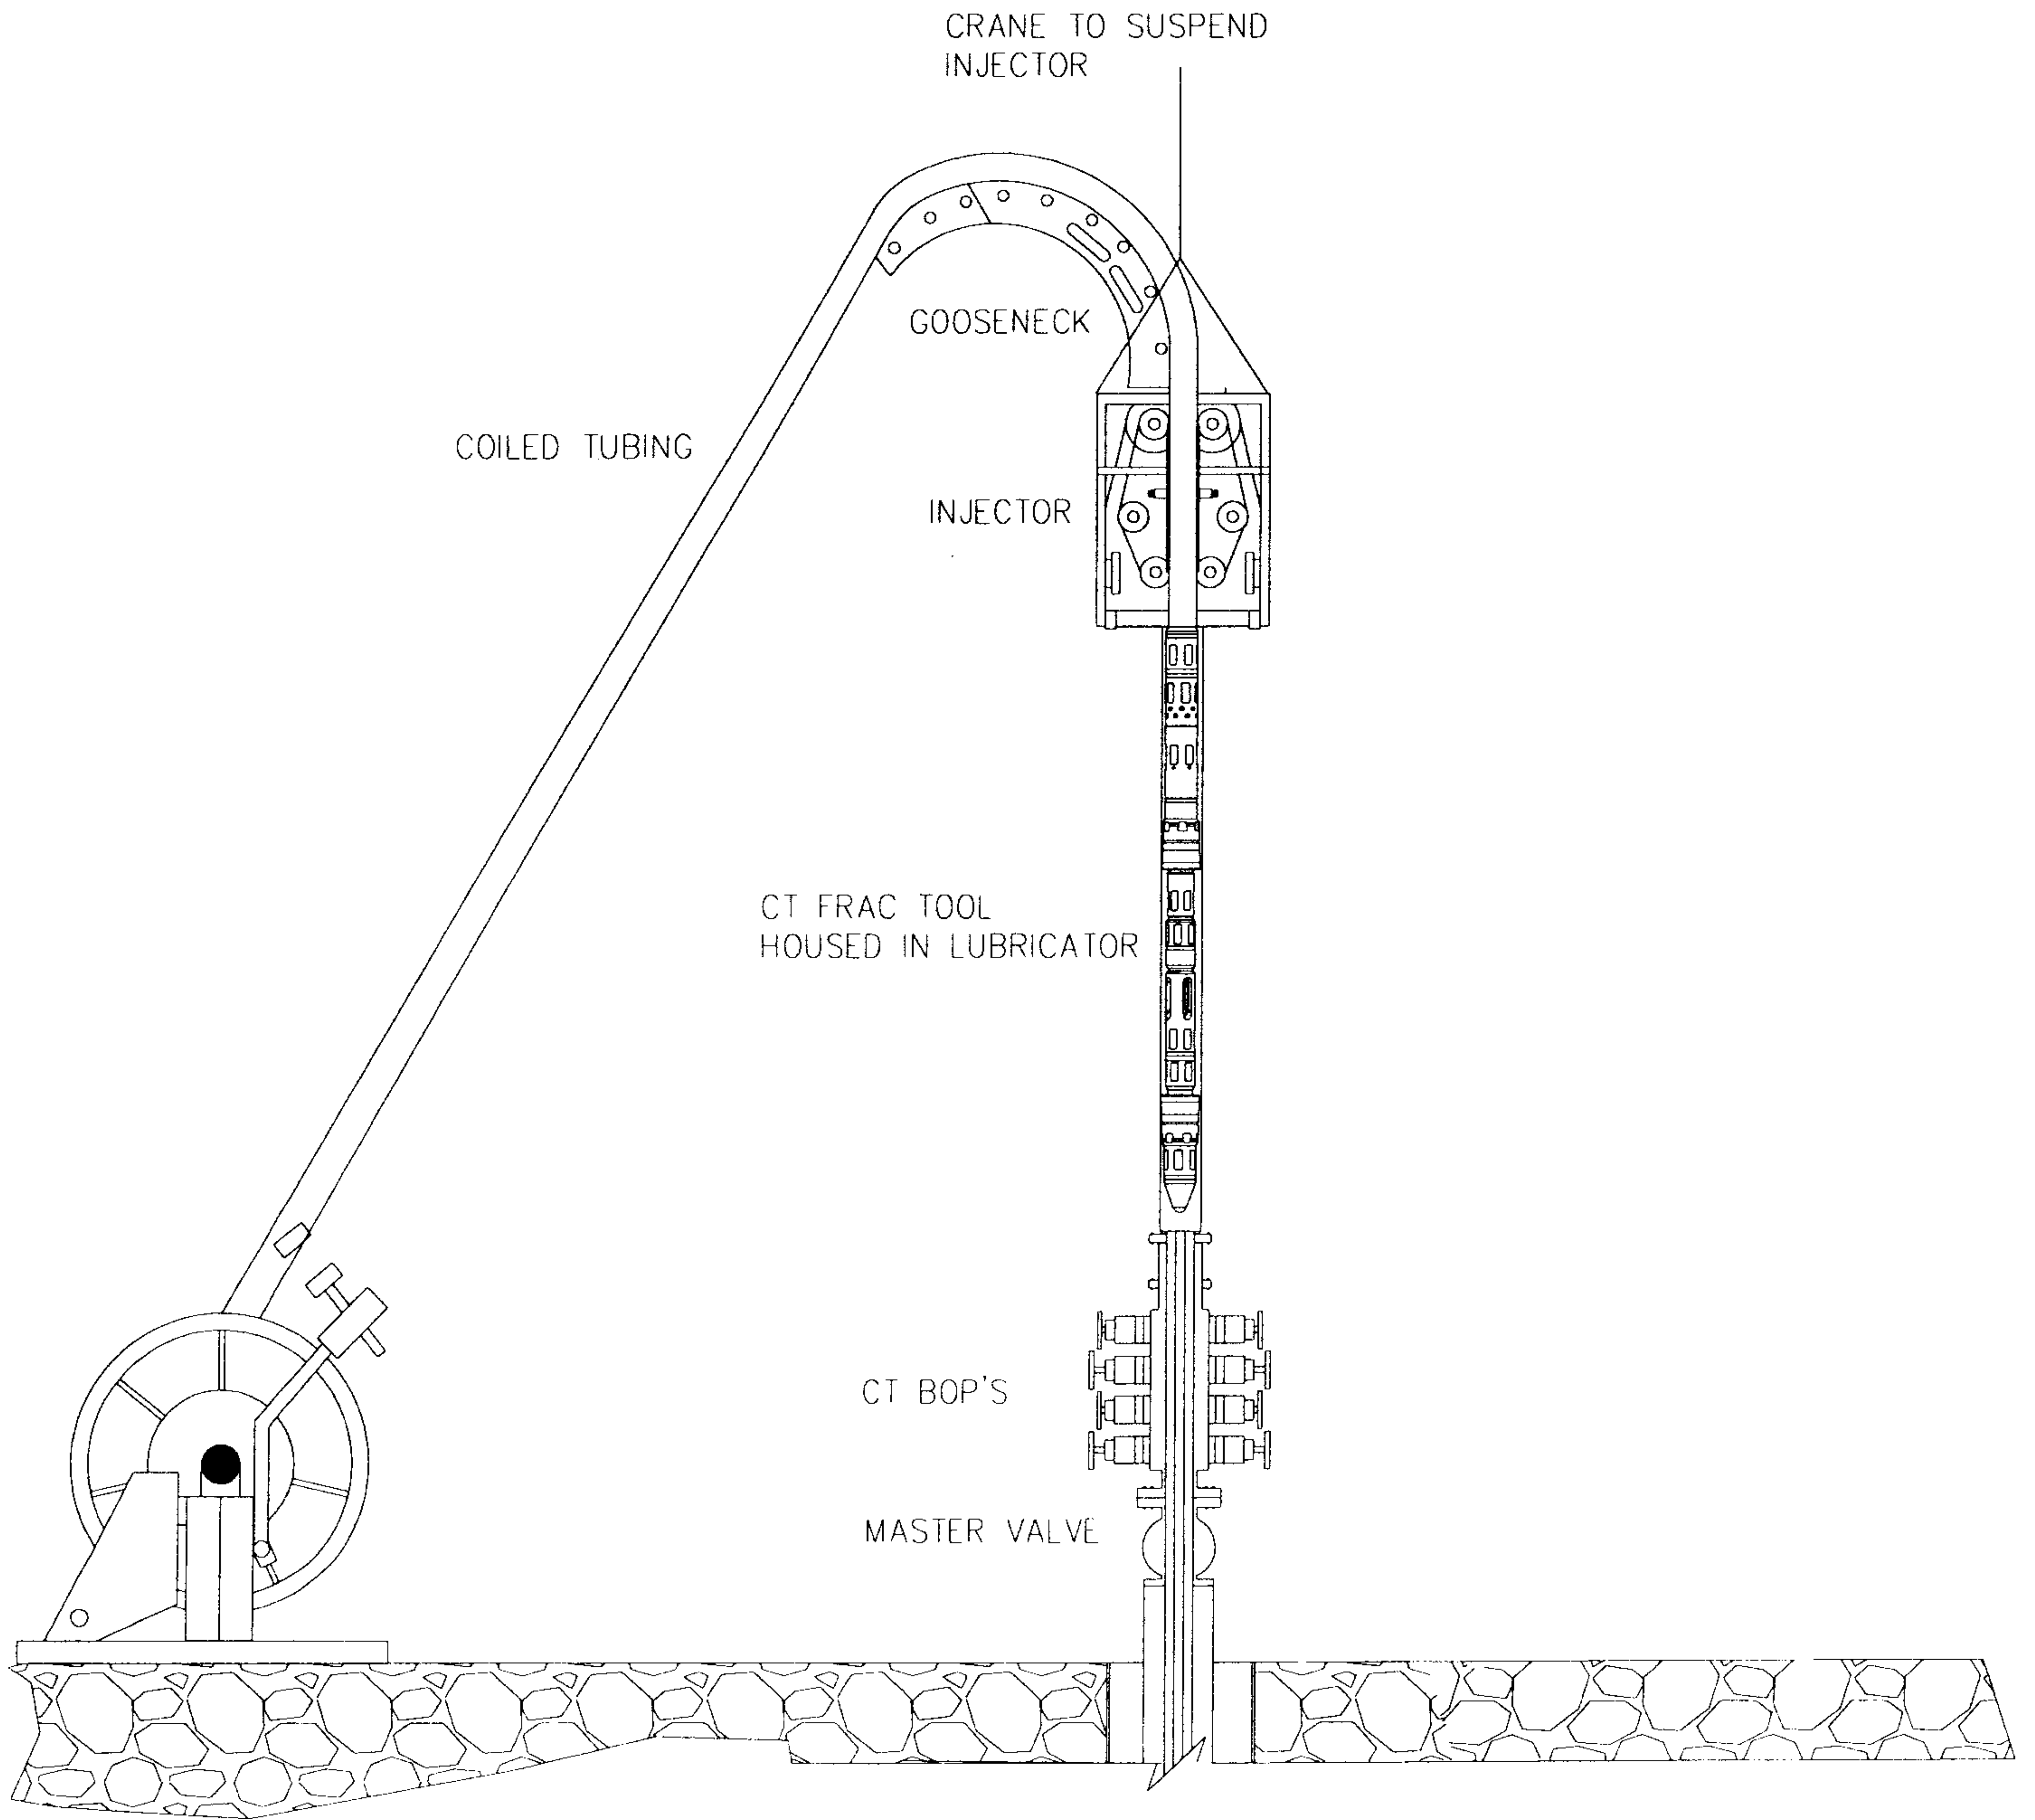 CRANE TO SUSPEND
INJECTOR
GOOSENECK
COILED TUBING
INJECTOR
CT FRAC TOOL
HOUSED IN LUBRICATOR
CT BOP'S
MASTER VALVE